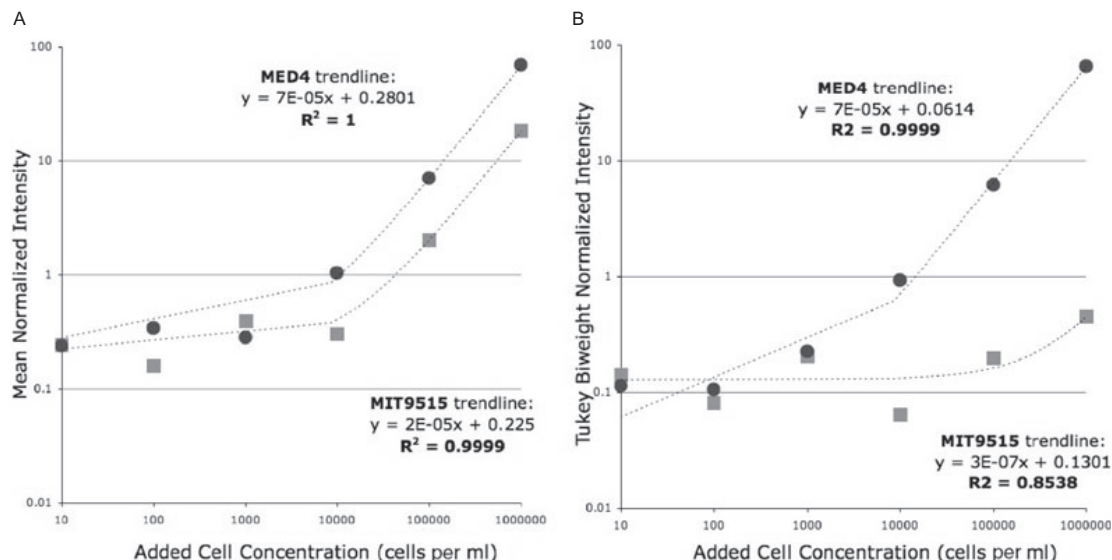 A
100
10
1
0.1
0.01
Mean Normalized Intensity
MED4 trendline:
y = 7E-05x + 0.2801
R² = 1
MIT9515 trendline:
y = 2E-05x + 0.225
R² = 0.9999
10 100 1000 10000 100000 1000000
Added Cell Concentration (cells per ml)
B
100
10
1
0.1
0.01
Tukey Biweight Normalized Intensity
MED4 trendline:
y = 7E-05x + 0.0614
R2 = 0.9999
MIT9515 trendline:
y = 3E-07x + 0.1301
R2 = 0.8538
10 100 1000 10000 100000 1000000
Added Cell Concentration (cells per ml)